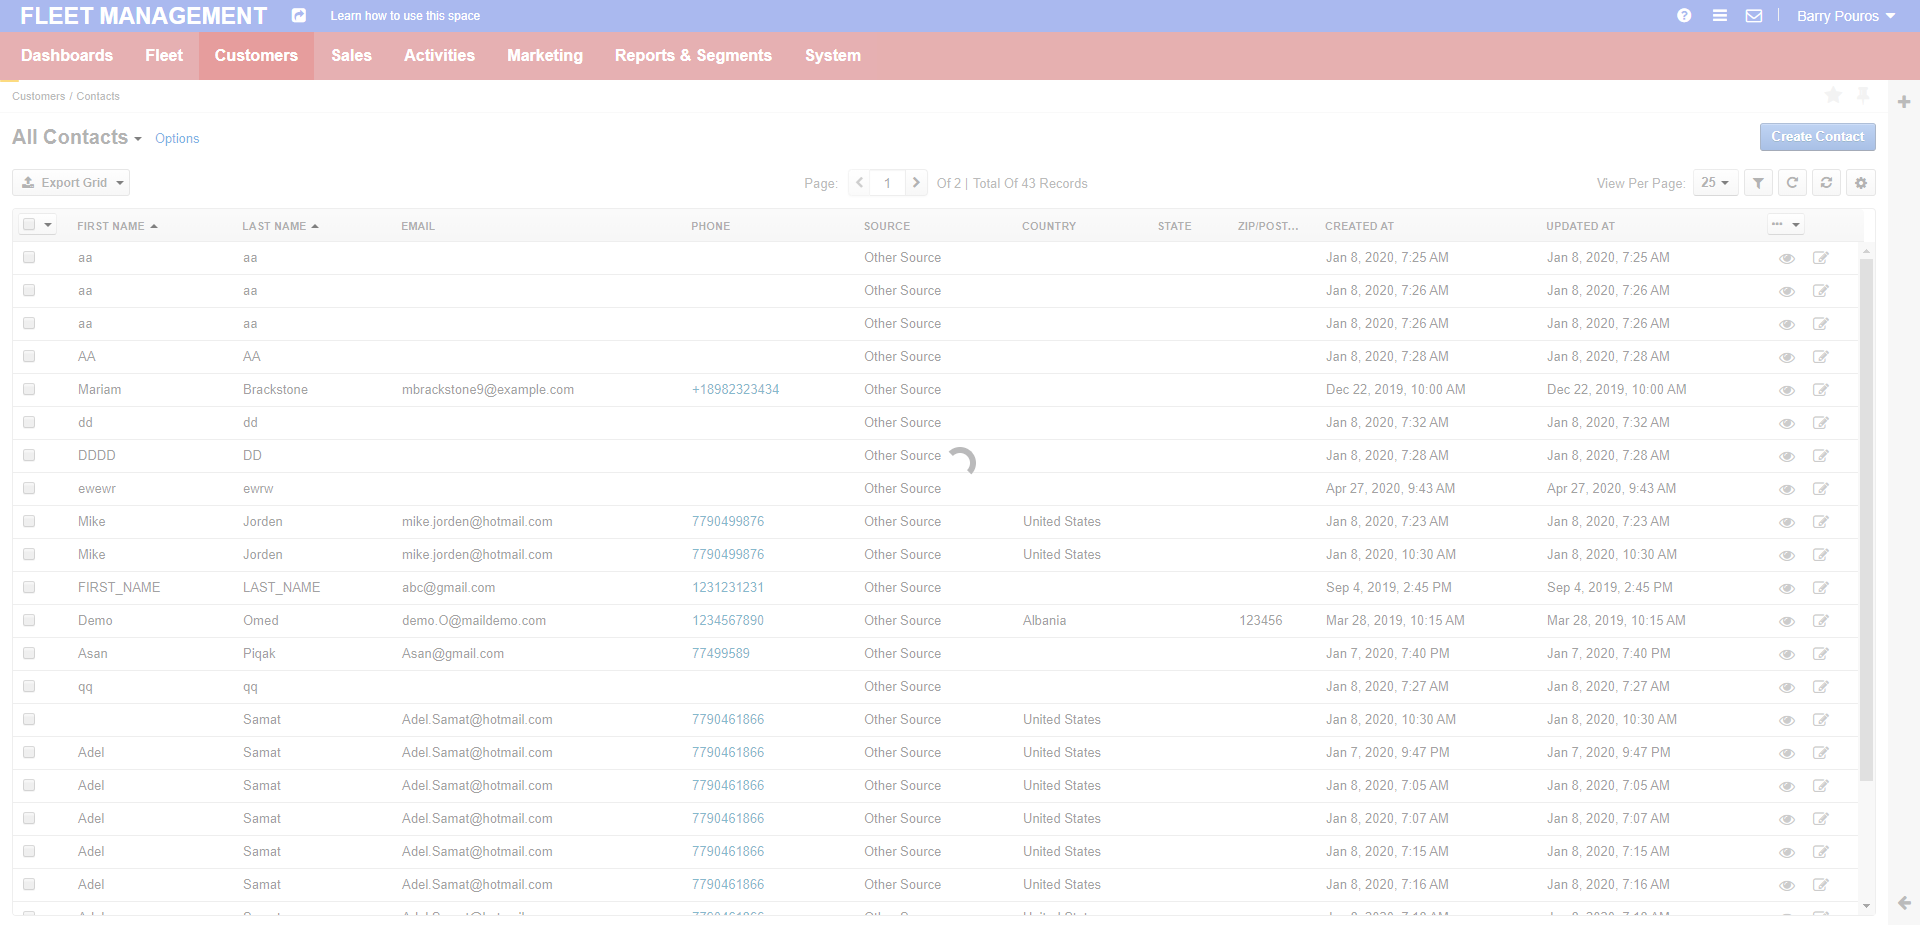 FLEET MANAGEMENT Learn how to use this space Barry Pouros
Dashboards Fleet Customers Sales Activities Marketing Reports & Segments System
Customers / Contacts
All Contacts Options Create Contact
Export Grid Page: 1 Of 2 | Total Of 43 Records View Per Page: 25
FIRST NAME LAST NAME EMAIL PHONE SOURCE COUNTRY STATE ZIP/POST... CREATED AT UPDATED AT
aa aa Other Source Jan 8, 2020, 7:25 AM Jan 8, 2020, 7:25 AM
aa aa Other Source Jan 8, 2020, 7:26 AM Jan 8, 2020, 7:26 AM
aa aa Other Source Jan 8, 2020, 7:26 AM Jan 8, 2020, 7:26 AM
AA AA Other Source Jan 8, 2020, 7:28 AM Jan 8, 2020, 7:28 AM
Mariam Brackstone mbrackstone9@example.com +18982323434 Other Source Dec 22, 2019, 10:00 AM Dec 22, 2019, 10:00 AM
dd dd Other Source Jan 8, 2020, 7:32 AM Jan 8, 2020, 7:32 AM
DDDD DD Other Source Jan 8, 2020, 7:28 AM Jan 8, 2020, 7:28 AM
ewewr ewrw Other Source Apr 27, 2020, 9:43 AM Apr 27, 2020, 9:43 AM
Mike Jorden mike.jorden@hotmail.com 7790499876 Other Source United States Jan 8, 2020, 7:23 AM Jan 8, 2020, 7:23 AM
Mike Jorden mike.jorden@hotmail.com 7790499876 Other Source United States Jan 8, 2020, 10:30 AM Jan 8, 2020, 10:30 AM
FIRST_NAME LAST_NAME abc@gmail.com 1231231231 Other Source Sep 4, 2019, 2:45 PM Sep 4, 2019, 2:45 PM
Demo Omed demo.O@maildemo.com 1234567890 Other Source Albania 123456 Mar 28, 2019, 10:15 AM Mar 28, 2019, 10:15 AM
Asan Piqak Asan@gmail.com 77499589 Other Source Jan 7, 2020, 7:40 PM Jan 7, 2020, 7:40 PM
qq qq Other Source Jan 8, 2020, 7:27 AM Jan 8, 2020, 7:27 AM
Samat Adel.Samat@hotmail.com 7790461866 Other Source United States Jan 8, 2020, 10:30 AM Jan 8, 2020, 10:30 AM
Adel Samat Adel.Samat@hotmail.com 7790461866 Other Source United States Jan 7, 2020, 9:47 PM Jan 7, 2020, 9:47 PM
Adel Samat Adel.Samat@hotmail.com 7790461866 Other Source United States Jan 8, 2020, 7:05 AM Jan 8, 2020, 7:05 AM
Adel Samat Adel.Samat@hotmail.com 7790461866 Other Source United States Jan 8, 2020, 7:07 AM Jan 8, 2020, 7:07 AM
Adel Samat Adel.Samat@hotmail.com 7790461866 Other Source United States Jan 8, 2020, 7:15 AM Jan 8, 2020, 7:15 AM
Adel Samat Adel.Samat@hotmail.com 7790461866 Other Source United States Jan 8, 2020, 7:16 AM Jan 8, 2020, 7:16 AM